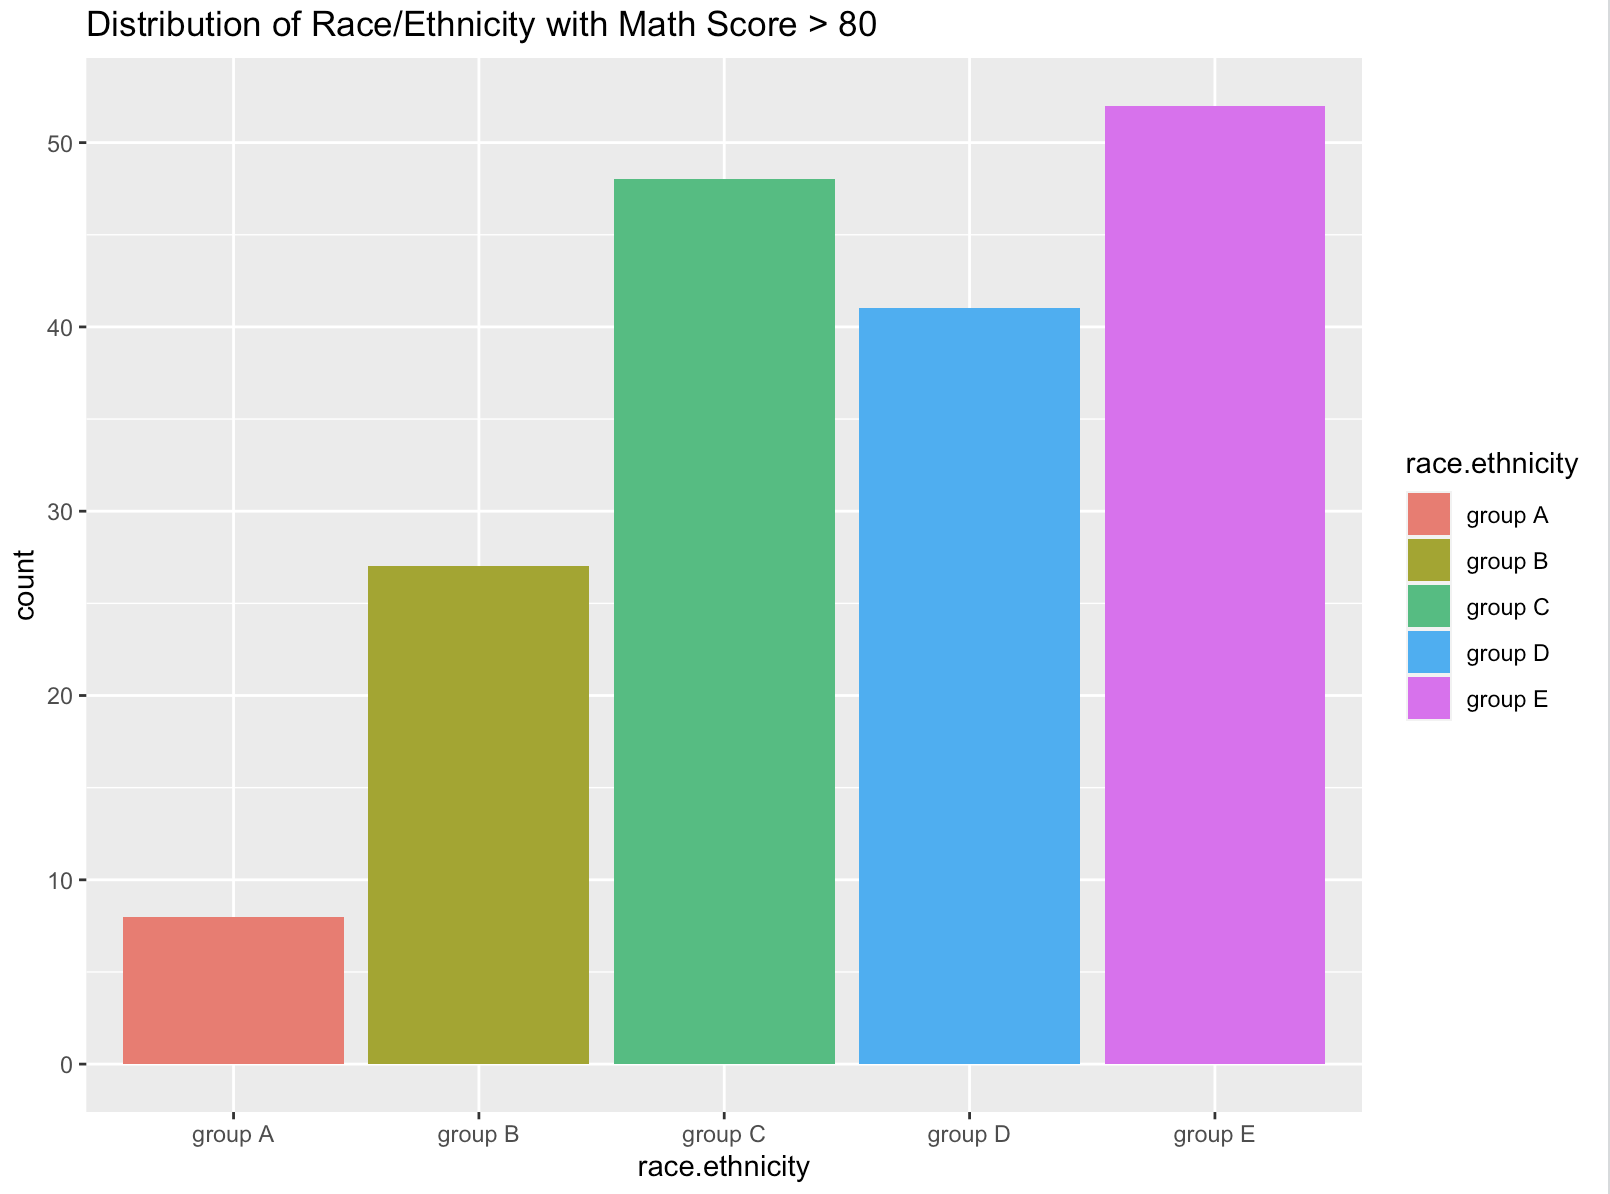 Distribution of Race/Ethnicity with Math Score > 80
50
40
30
20
10
0
count
group A
group B
group C
group D
group E
race.ethnicity
race.ethnicity
group A
group B
group C
group D
group E